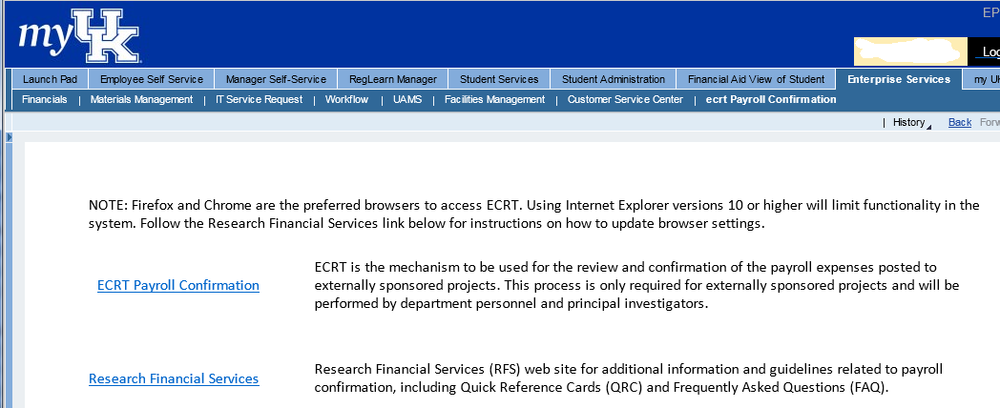 myUK
EP
Log
Launch Pad Employee Self Service Manager Self-Service RegLearn Manager Student Services Student Administration Financial Aid View of Student Enterprise Services my UK
Financials | Materials Management | IT Service Request | Workflow | UAMS | Facilities Management | Customer Service Center | ecrt Payroll Confirmation
| History Back Forw
NOTE: Firefox and Chrome are the preferred browsers to access ECRT. Using Internet Explorer versions 10 or higher will limit functionality in the
system. Follow the Research Financial Services link below for instructions on how to update browser settings.
ECRT Payroll Confirmation
ECRT is the mechanism to be used for the review and confirmation of the payroll expenses posted to
externally sponsored projects. This process is only required for externally sponsored projects and will be
performed by department personnel and principal investigators.
Research Financial Services
Research Financial Services (RFS) web site for additional information and guidelines related to payroll
confirmation, including Quick Reference Cards (QRC) and Frequently Asked Questions (FAQ).